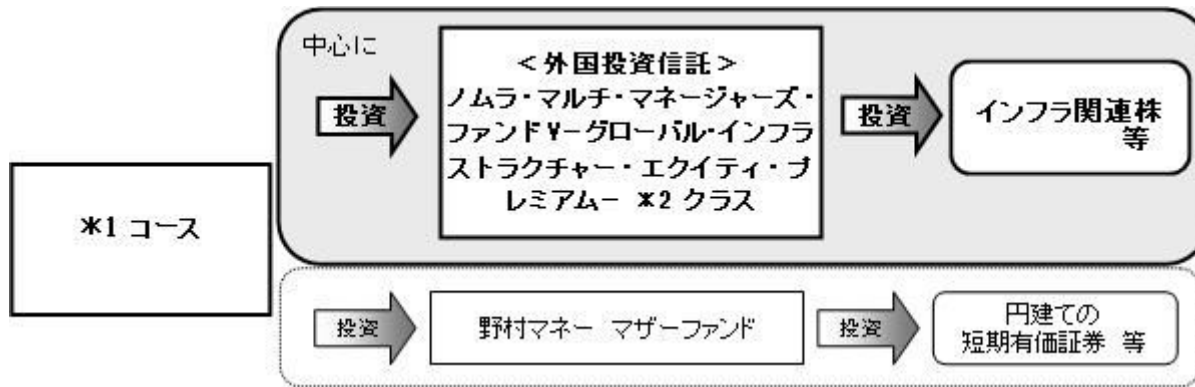 中心に
投資
＜外国投資信託＞
ノムラ・マルチ・マネージャーズ・
ファンドⅤーグローバル・インフラ
ストラクチャー・エクイティ・プ
レミアムー ＊2 クラス
投資
インフラ関連株
等
＊1 コース
投資
野村マネー マザーファンド
投資
円建ての
短期有価証券 等